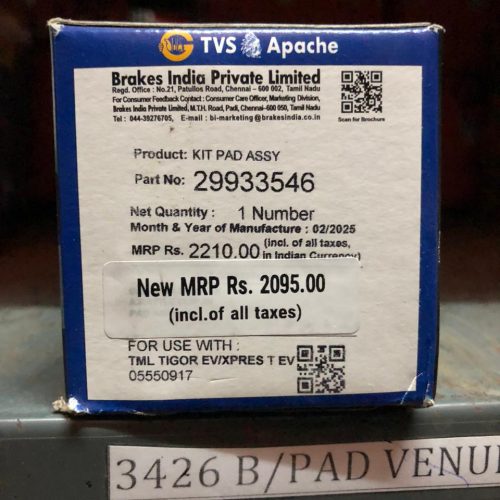 TVS Apache
Brakes India Private Limited
Regd. Office : No.21, Patullos Road, Chennai - 600 002, Tamil Nadu
For Consumer Feedback Contact : Consumer Care Officer, Marketing Division,
Brakes India Private Limited, M.T.H. Road, Padi, Chennai-600 050, Tamil Nadu
Tel : 044-39276705, E-mail : bi-marketing@brakesindia.co.in
Scan for Brochure
Product: KIT PAD ASSY
Part No: 29933546
Net Quantity : 1 Number
Month & Year of Manufacture : 02/2025
MRP Rs. 2210.00 (incl. of all taxes,
in Indian Currency)
New MRP Rs. 2095.00
(incl.of all taxes)
FOR USE WITH :
TML TIGOR EV/XPRES T EV
05550917
3426 B/PAD VENU